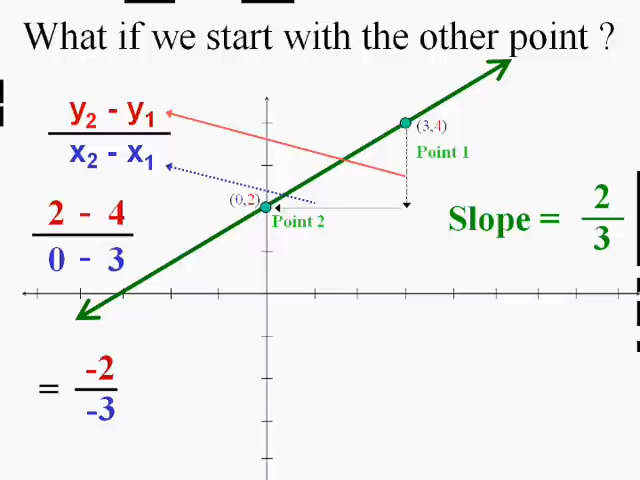 What if we start with the other point ?
y₂ - y₁
x₂ - x₁
(3,4)
Point 1
2 - 4
0 - 3
(0,2)
Point 2
Slope = 2
3
= -2
-3